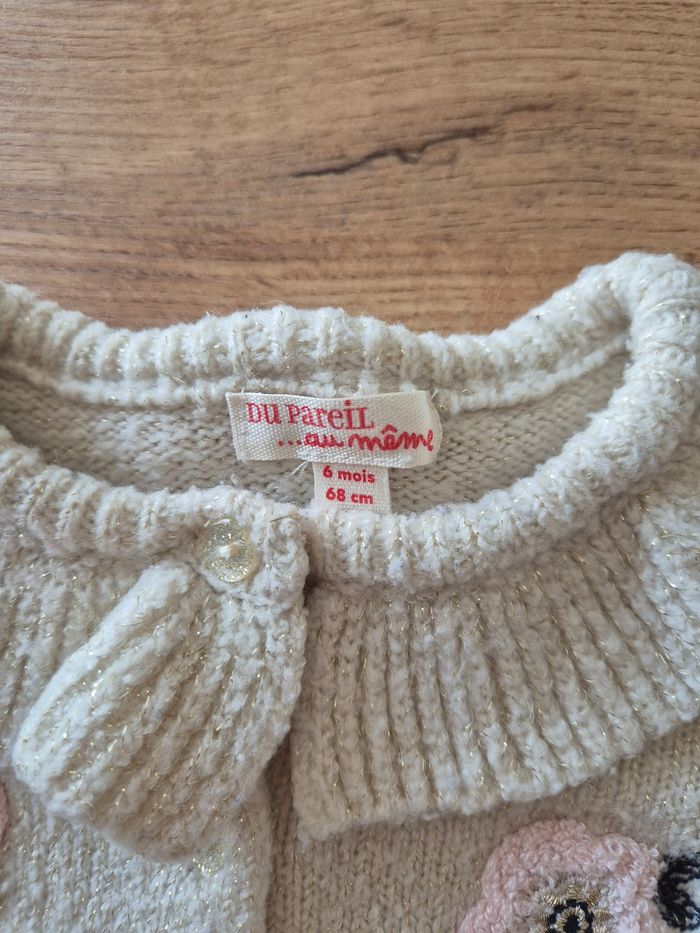 DU PAREIL
...au même
6 mois
68 cm